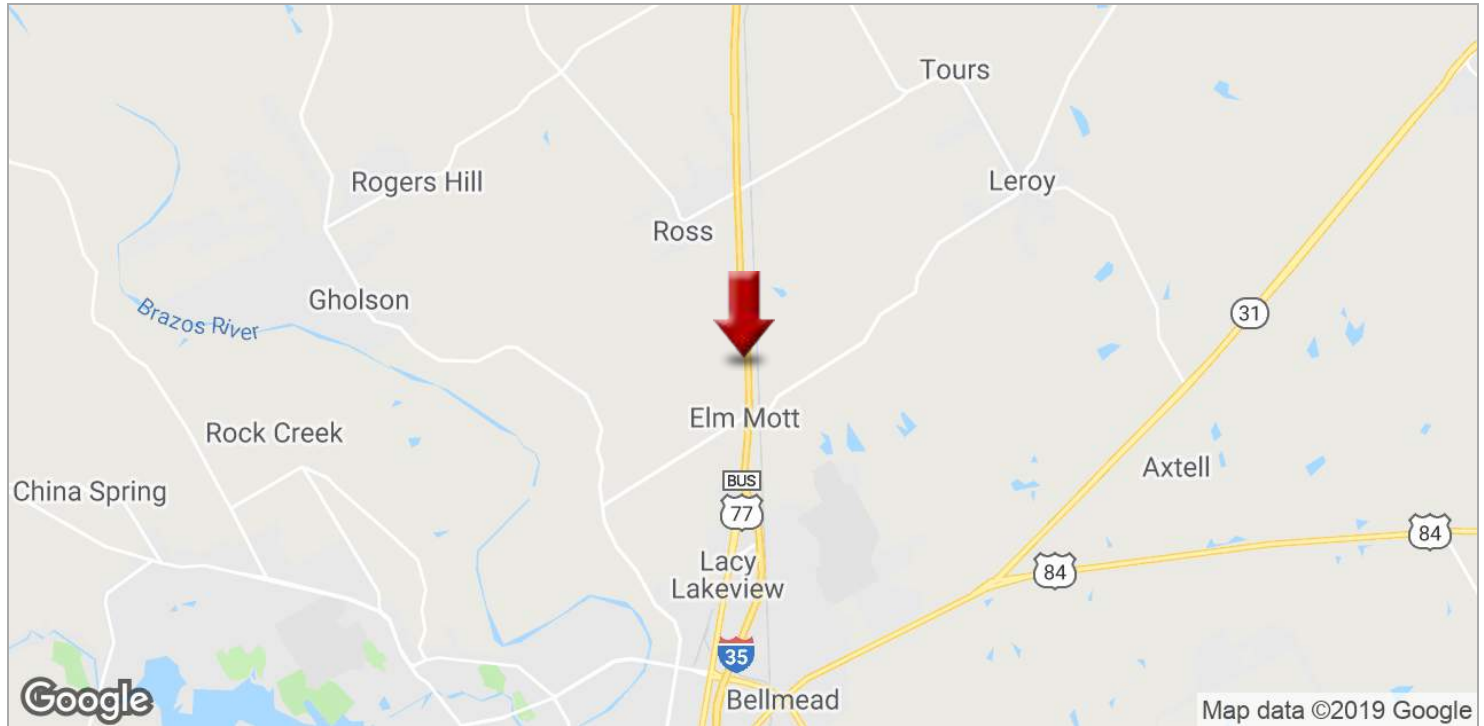 Tours
Rogers Hill
Leroy
Ross
Gholson
Brazos River
31
Elm Mott
Rock Creek
Axtell
China Spring
BUS
77
84
Lacy
Lakeview
84
35
Bellmead
Google
Map data ©2019 Google